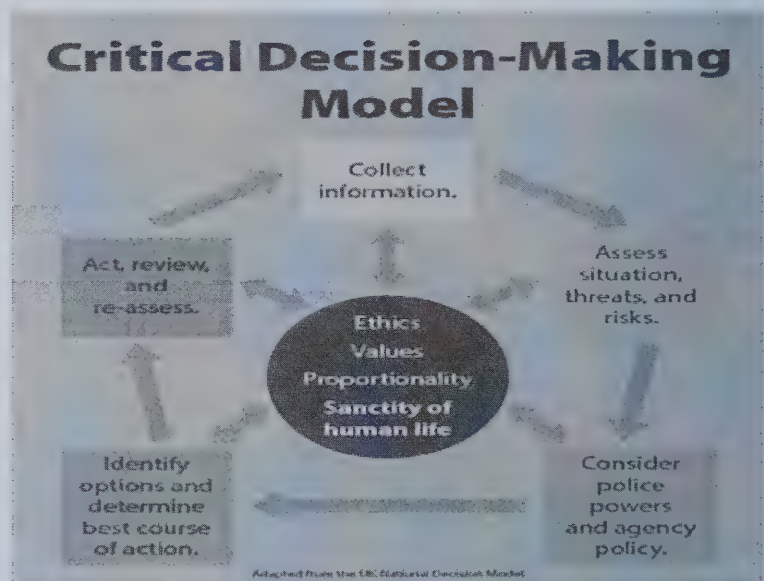 Critical Decision-Making
Model
Collect
information.
Act, review,
and
re-assess.
Assess
situation,
threats, and
risks.
Ethics
Values
Proportionality
Sanctity of
human life
Identify
options and
determine
best course
of action.
Consider
police
powers
and agency
policy.
Adapted from the UK National Decision Model